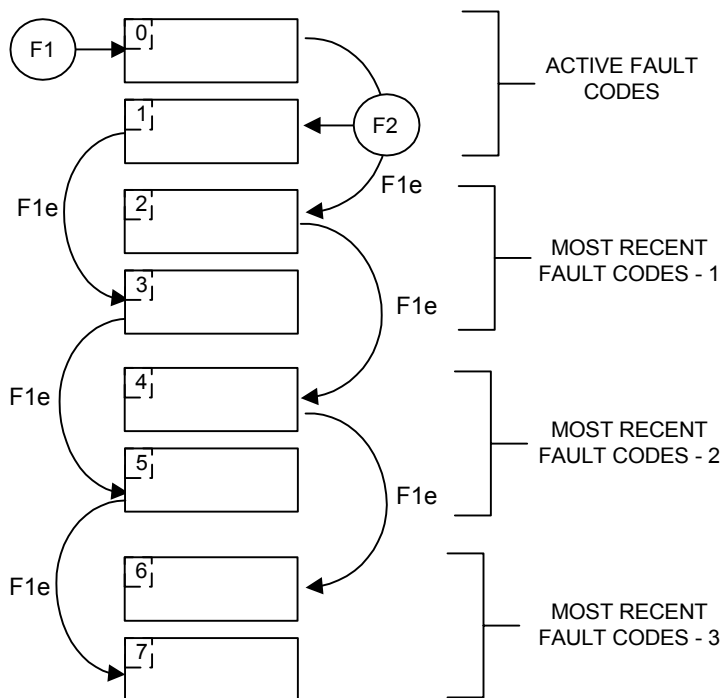 F1
0
ACTIVE FAULT
CODES
1
F2
F1e
F1e
2
MOST RECENT
FAULT CODES - 1
3
F1e
F1e
4
MOST RECENT
FAULT CODES - 2
5
F1e
F1e
6
MOST RECENT
FAULT CODES - 3
7